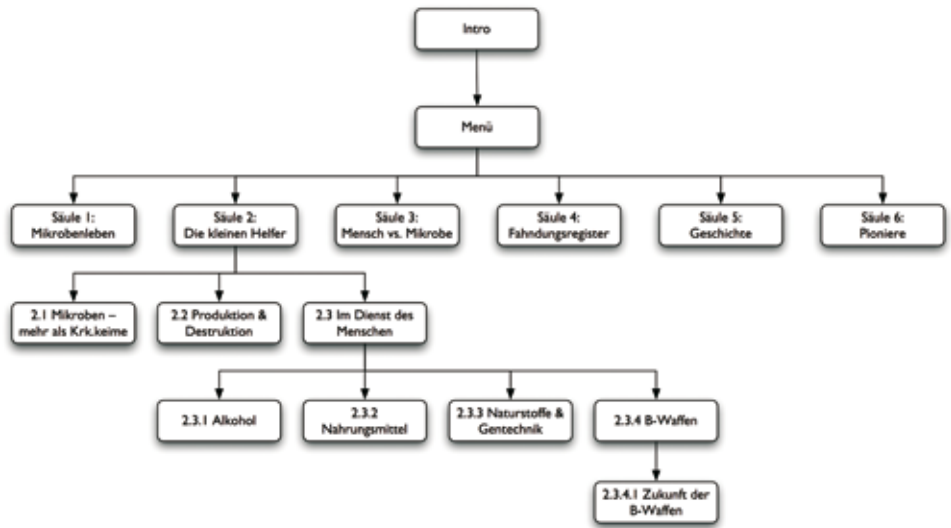 Intro
Menü
Säule 1:
Mikrobenleben
Säule 2:
Die kleinen Helfer
Säule 3:
Mensch vs. Mikrobe
Säule 4:
Fahndungsregister
Säule 5:
Geschichte
Säule 6:
Pioniere
2.1 Mikroben –
mehr als Krk.keime
2.2 Produktion &
Destruktion
2.3 Im Dienst des
Menschen
2.3.1 Alkohol
2.3.2
Nahrungsmittel
2.3.3 Naturstoffe &
Gentechnik
2.3.4 B-Waffen
2.3.4.1 Zukunft der
B-Waffen